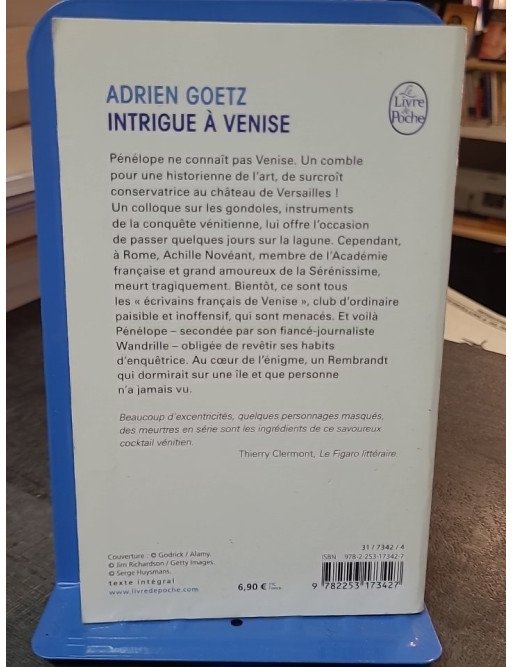 ADRIEN GOETZ
INTRIGUE À VENISE
Le
Livre
de
Poche
Pénélope ne connaît pas Venise. Un comble
pour une historienne de l'art, de surcroît
conservatrice au château de Versailles !
Un colloque sur les gondoles, instruments
de la conquête vénitienne, lui offre l'occasion
de passer quelques jours sur la lagune. Cependant,
à Rome, Achille Novéant, membre de l'Académie
française et grand amoureux de la Sérénissime,
meurt tragiquement. Bientôt, ce sont tous
les « écrivains français de Venise », club d'ordinaire
paisible et inoffensif, qui sont menacés. Et voilà
Pénélope – secondée par son fiancé-journaliste
Wandrille – obligée de revêtir ses habits
d'enquêtrice. Au cœur de l'énigme, un Rembrandt
qui dormirait sur une île et que personne
n'a jamais vu.
Beaucoup d'excentricités, quelques personnages masqués,
des meurtres en série sont les ingrédients de ce savoureux
cocktail vénitien.
Thierry Clermont, Le Figaro littéraire.
Couverture : © Godrick / Alamy.
© Jim Richardson / Getty Images.
© Serge Huysmans.
texte intégral
www.livredepoche.com
6,90 € TTC
France
31 / 7342 / 4
ISBN 978-2-253-17342-7
9 782253 173427